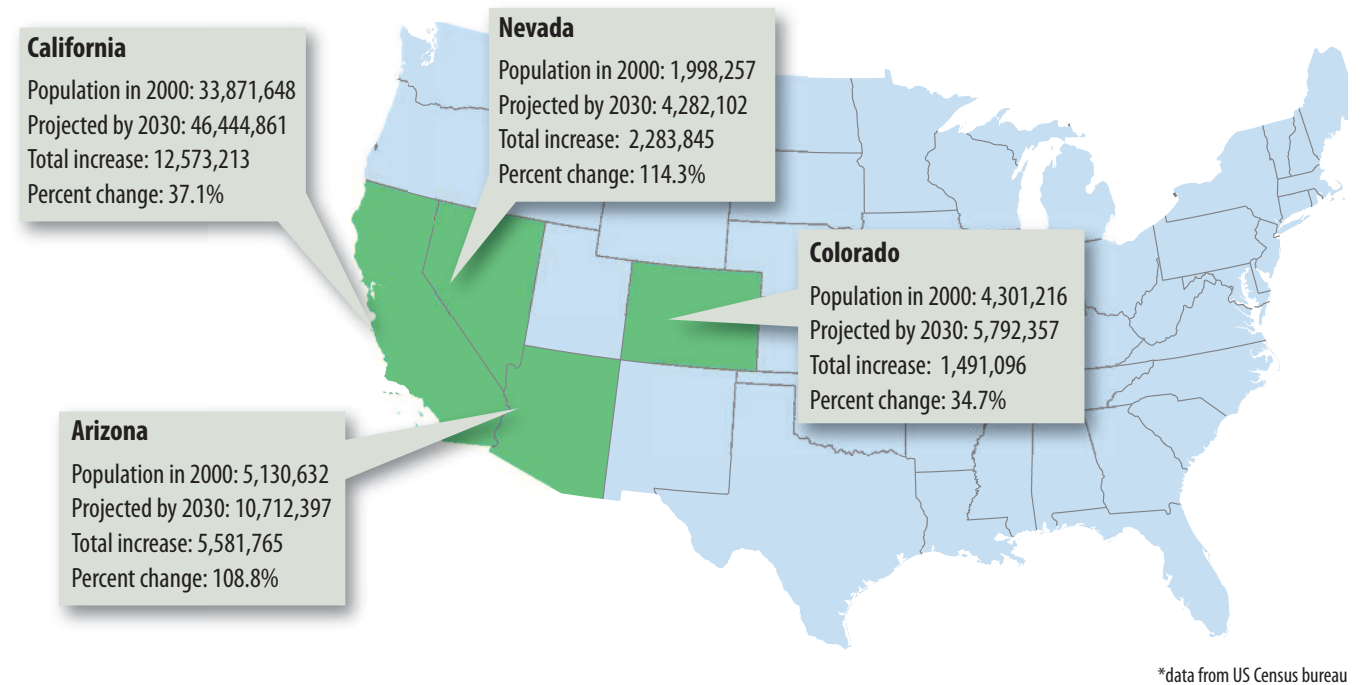 California
Population in 2000: 33,871,648
Projected by 2030: 46,444,861
Total increase: 12,573,213
Percent change: 37.1%
Nevada
Population in 2000: 1,998,257
Projected by 2030: 4,282,102
Total increase: 2,283,845
Percent change: 114.3%
Colorado
Population in 2000: 4,301,216
Projected by 2030: 5,792,357
Total increase: 1,491,096
Percent change: 34.7%
Arizona
Population in 2000: 5,130,632
Projected by 2030: 10,712,397
Total increase: 5,581,765
Percent change: 108.8%
*data from US Census bureau